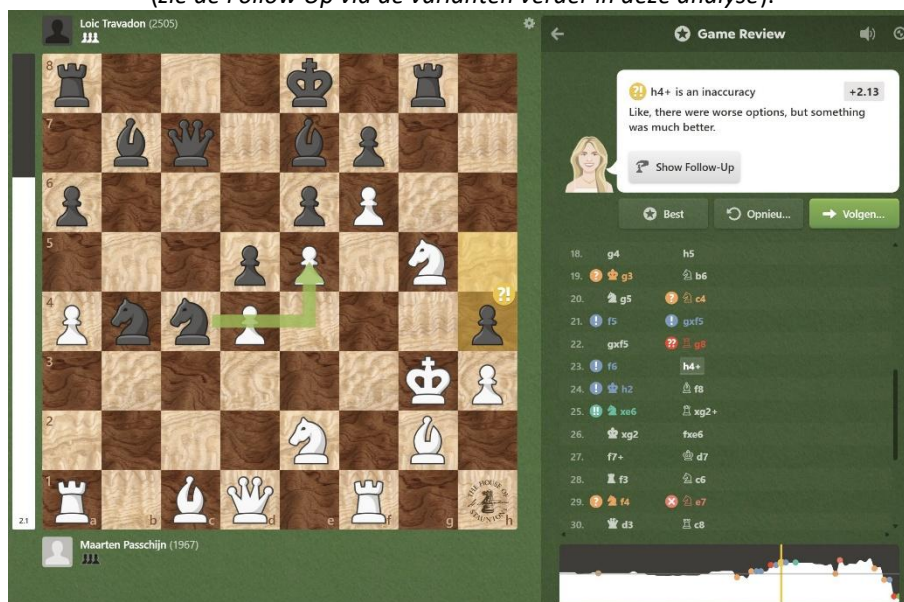 (zie de Follow-Up via de varianten verder in deze analyse).
Loic Travadon (2505)
Game Review
h4+ is an inaccuracy
+2.13
Like, there were worse options, but something
was much better.
Show Follow-Up
Best
Opnieu...
Volgen...
18. g4 h5
19. g3 b6
20. g5 c4
21. f5 gxf5
22. gxf5 g8
23. f6 h4+
24. h2 f8
25. xe6 xg2+
26. xg2 fxe6
27. f7+ d7
28. f3 c6
29. f4 e7
30. d3 c8
8
7
6
5
4
3
2
1
a b c d e f g h
?!
THE HOUSE OF
STAUNTON
2.1
Maarten Passchijn (1967)